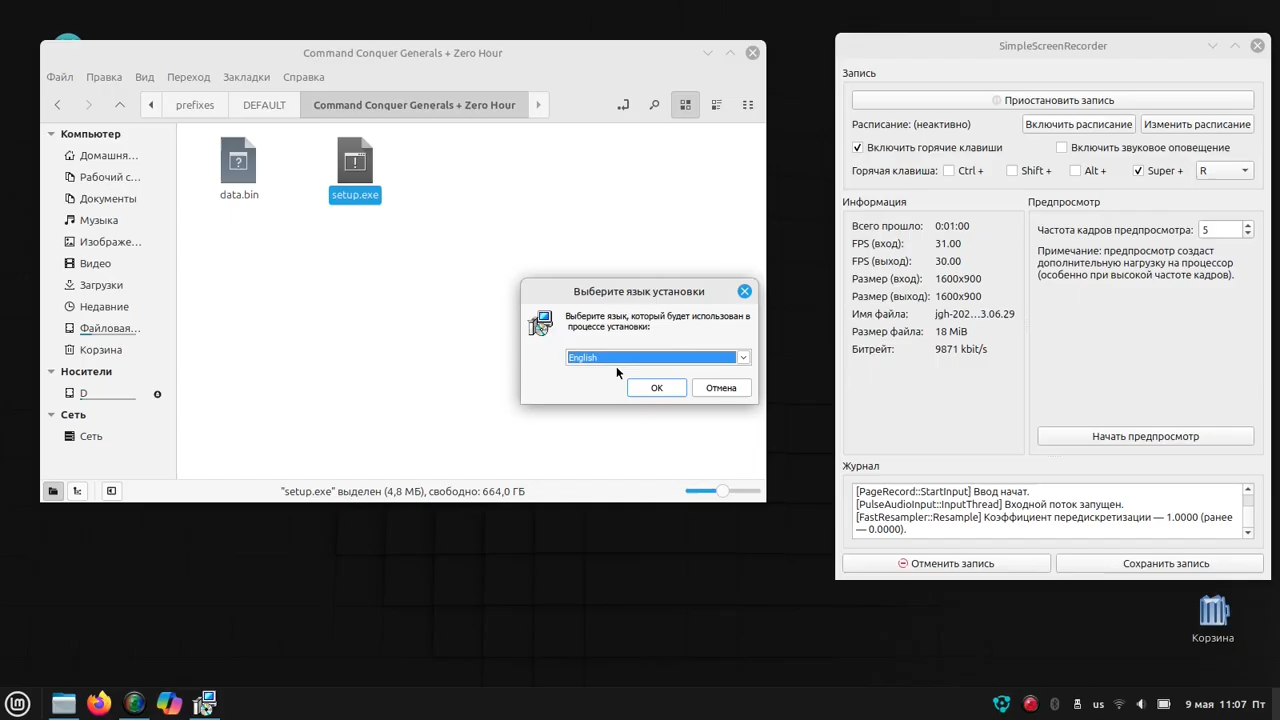 Command Conquer Generals + Zero Hour
Файл Правка Вид Переход Закладки Справка
prefixes DEFAULT Command Conquer Generals + Zero Hour
Компьютер
Домашня...
Рабочий с...
Документы
Музыка
Изображе...
Видео
Загрузки
Недавние
Файловая...
Корзина
Носители
D
Сеть
Сеть
data.bin
setup.exe
"setup.exe" выделен (4,8 МБ), свободно: 664,0 ГБ
Выберите язык установки
Выберите язык, который будет использован в
процессе установки:
English
OK Отмена
SimpleScreenRecorder
Запись
Приостановить запись
Расписание: (неактивно) Включить расписание Изменить расписание
Включить горячие клавиши Включить звуковое оповещение
Горячая клавиша: Ctrl + Shift + Alt + Super + R
Информация
Всего прошло: 0:01:00
FPS (вход): 31.00
FPS (выход): 30.00
Размер (вход): 1600x900
Размер (выход): 1600x900
Имя файла: jgh-202...3.06.29
Размер файла: 18 MiB
Битрейт: 9871 kbit/s
Предпросмотр
Частота кадров предпросмотра: 5
Примечание: предпросмотр создаст
дополнительную нагрузку на процессор
(особенно при высокой частоте кадров).
Начать предпросмотр
Журнал
[PageRecord::StartInput] Ввод начат.
[PulseAudioInput::InputThread] Входной поток запущен.
[FastResampler::Resample] Коэффициент передискретизации — 1.0000 (ранее
— 0.0000).
Отменить запись Сохранить запись
Корзина
us 9 мая 11:07 Пт